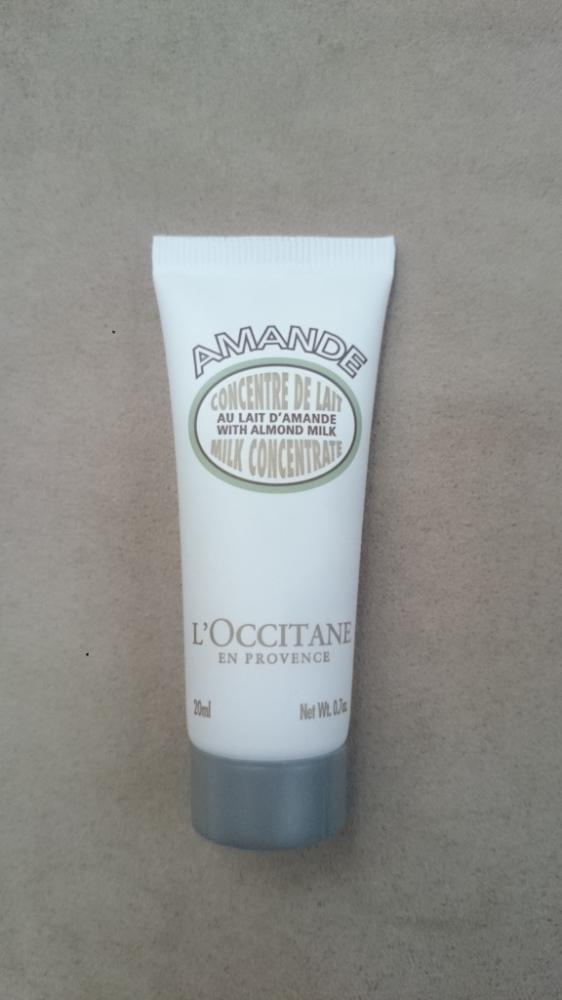 AMANDE
CONCENTRE DE LAIT
AU LAIT D'AMANDE
WITH ALMOND MILK
MILK CONCENTRATE
L'OCCITANE
EN PROVENCE
20ml Net Wt. 0.7oz